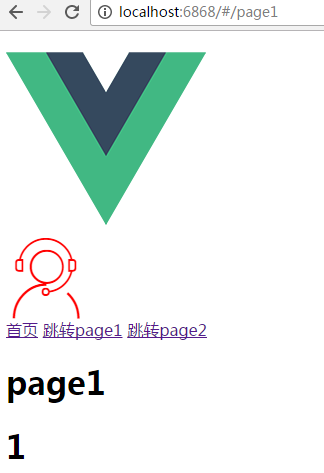 localhost:6868/#/page1
首页 跳转page1 跳转page2
page1
1